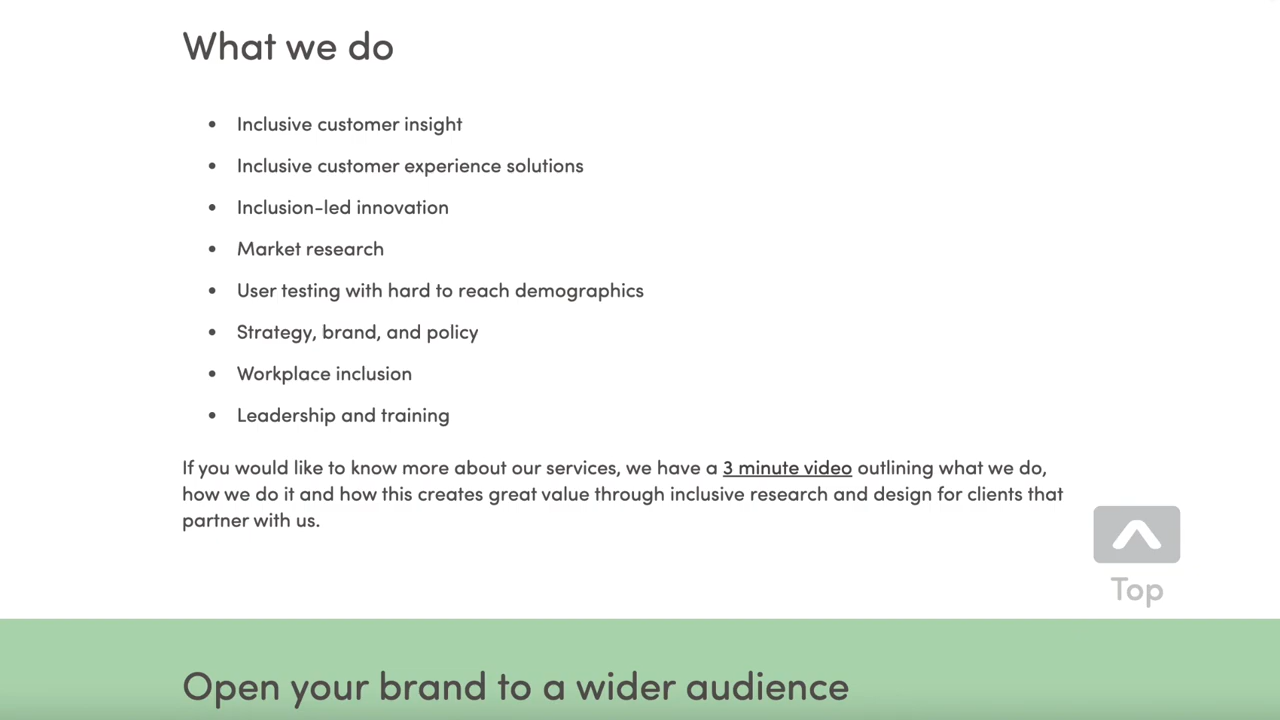 What we do
• Inclusive customer insight
• Inclusive customer experience solutions
• Inclusion-led innovation
• Market research
• User testing with hard to reach demographics
• Strategy, brand, and policy
• Workplace inclusion
• Leadership and training
If you would like to know more about our services, we have a 3 minute video outlining what we do,
how we do it and how this creates great value through inclusive research and design for clients that
partner with us.
Top
Open your brand to a wider audience